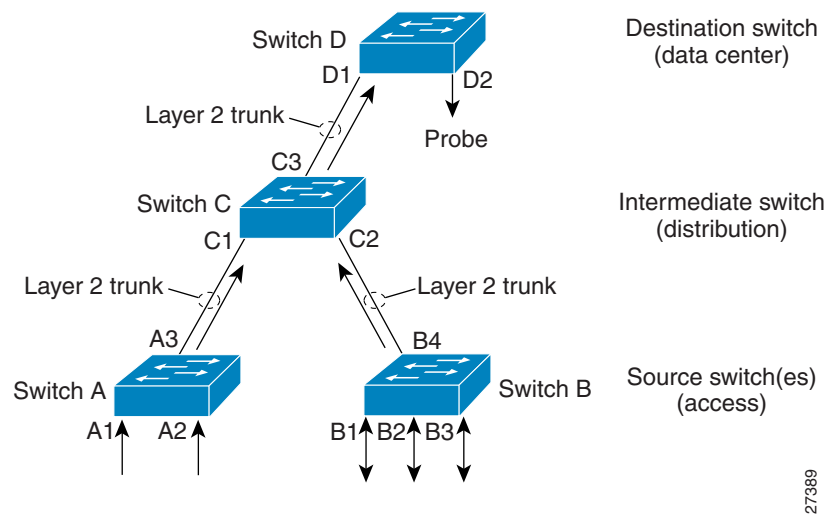 Switch D
Destination switch
(data center)
D1
D2
Layer 2 trunk
Probe
C3
Switch C
Intermediate switch
(distribution)
C1
C2
Layer 2 trunk
Layer 2 trunk
A3
B4
Switch A
Switch B
Source switch(es)
(access)
A1
A2
B1
B2
B3
27389